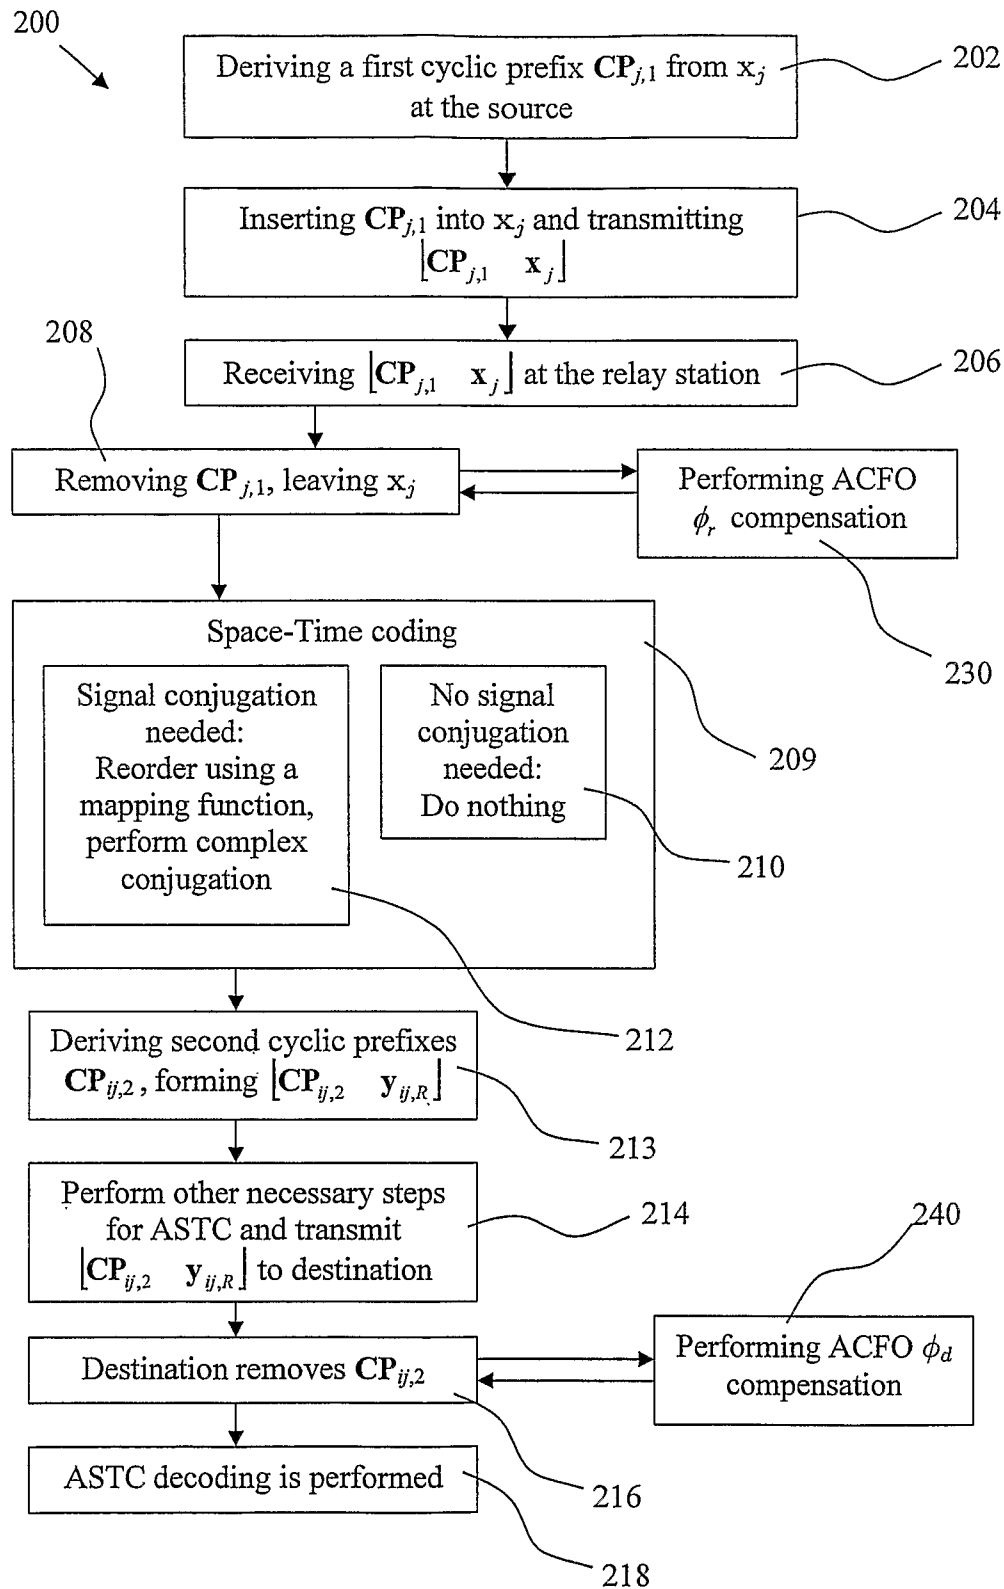 200
Deriving a first cyclic prefix CP_{j,1} from x_j
at the source
202
Inserting CP_{j,1} into x_j and transmitting
⌊CP_{j,1} x_j⌋
204
208
Receiving ⌊CP_{j,1} x_j⌋ at the relay station
206
Removing CP_{j,1}, leaving x_j
Performing ACFO
ϕ_r compensation
230
Space-Time coding
Signal conjugation
needed:
Reorder using a
mapping function,
perform complex
conjugation
No signal
conjugation
needed:
Do nothing
209
210
212
Deriving second cyclic prefixes
CP_{ij,2}, forming ⌊CP_{ij,2} y_{ij,R}⌋
213
Perform other necessary steps
for ASTC and transmit
⌊CP_{ij,2} y_{ij,R}⌋ to destination
214
240
Destination removes CP_{ij,2}
Performing ACFO ϕ_d
compensation
216
ASTC decoding is performed
218